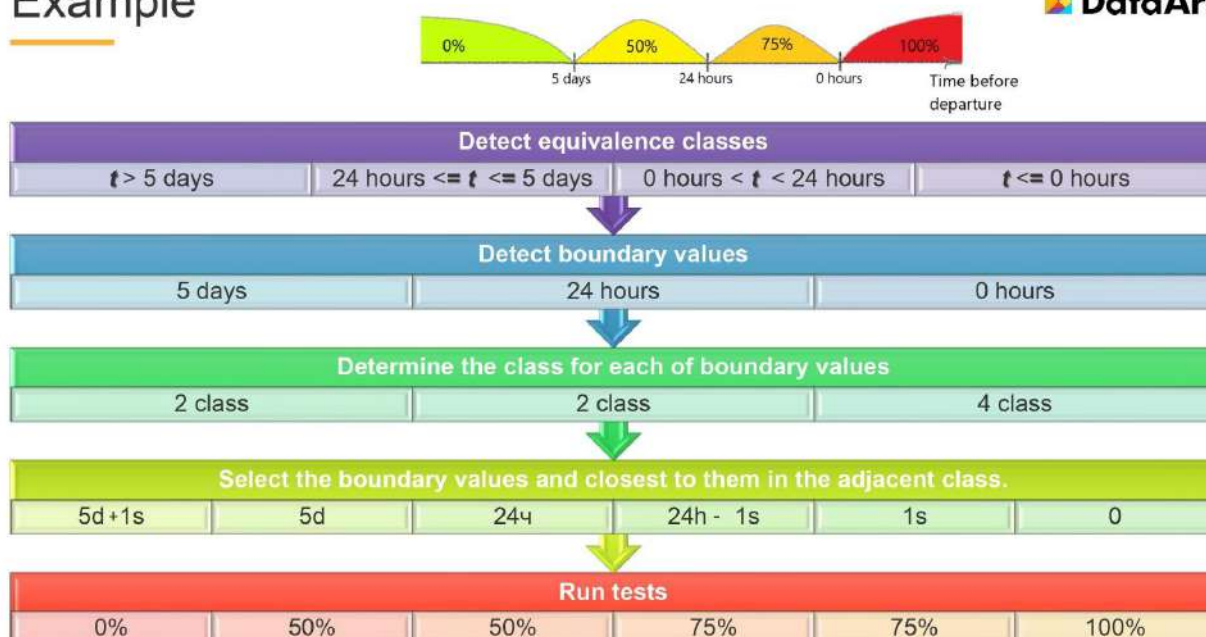 Example
DataAr
0%
50%
75%
100%
5 days
24 hours
0 hours
Time before
departure
Detect equivalence classes
t > 5 days
24 hours <= t <= 5 days
0 hours < t < 24 hours
t <= 0 hours
Detect boundary values
5 days
24 hours
0 hours
Determine the class for each of boundary values
2 class
2 class
4 class
Select the boundary values and closest to them in the adjacent class.
5d+1s
5d
24ч
24h - 1s
1s
0
Run tests
0%
50%
50%
75%
75%
100%